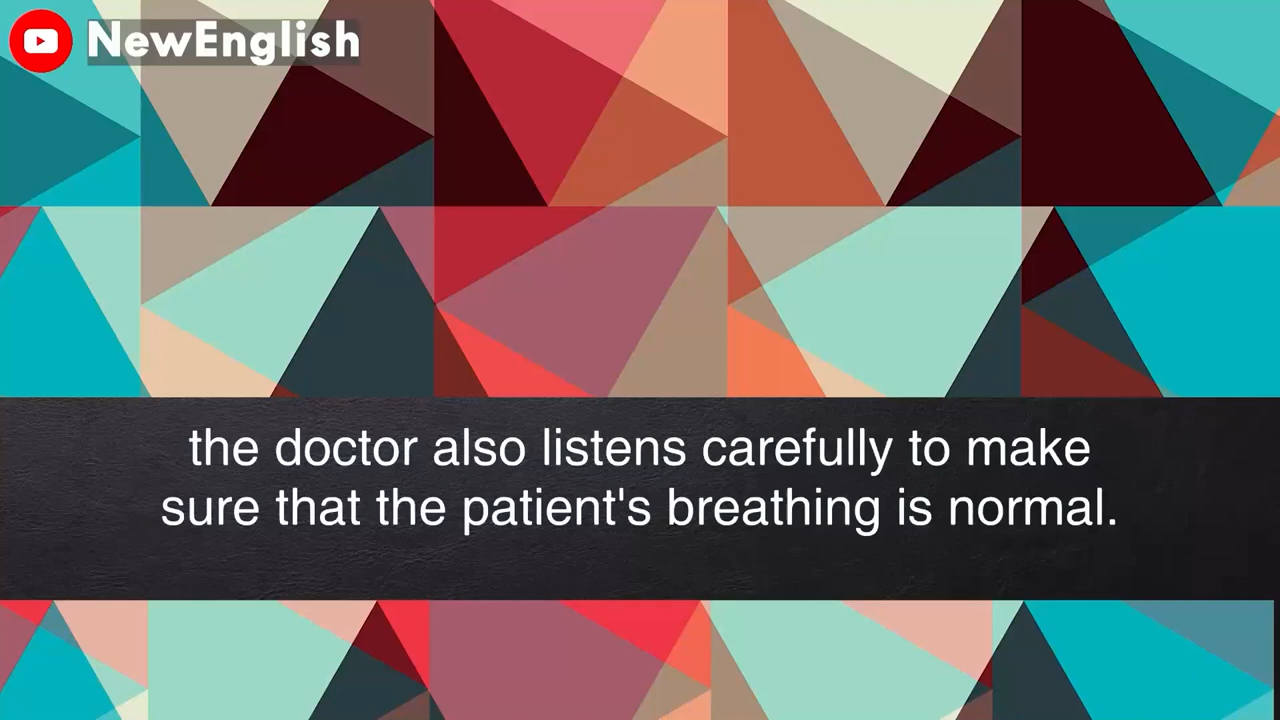 NewEnglish
the doctor also listens carefully to make
sure that the patient's breathing is normal.